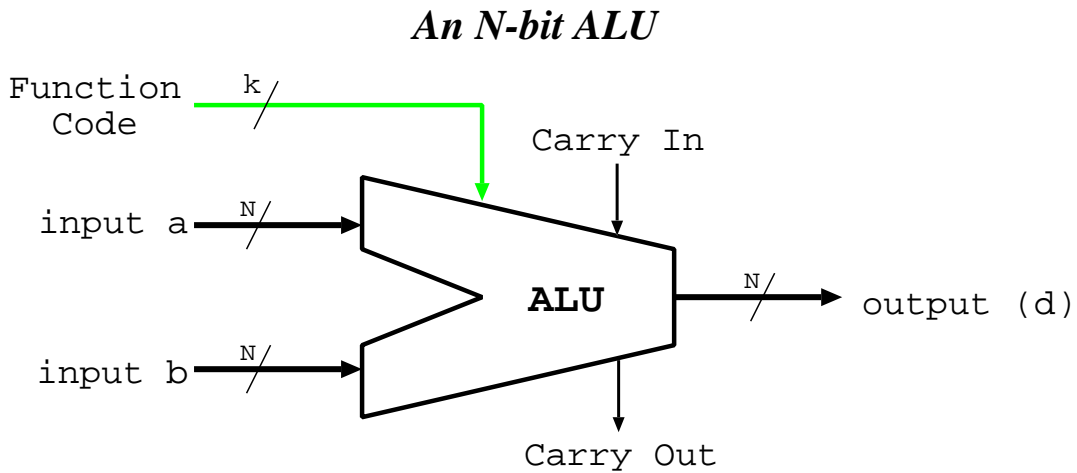 An N-bit ALU
Function
Code
k
Carry In
input a
N
ALU
N
output (d)
input b
N
Carry Out